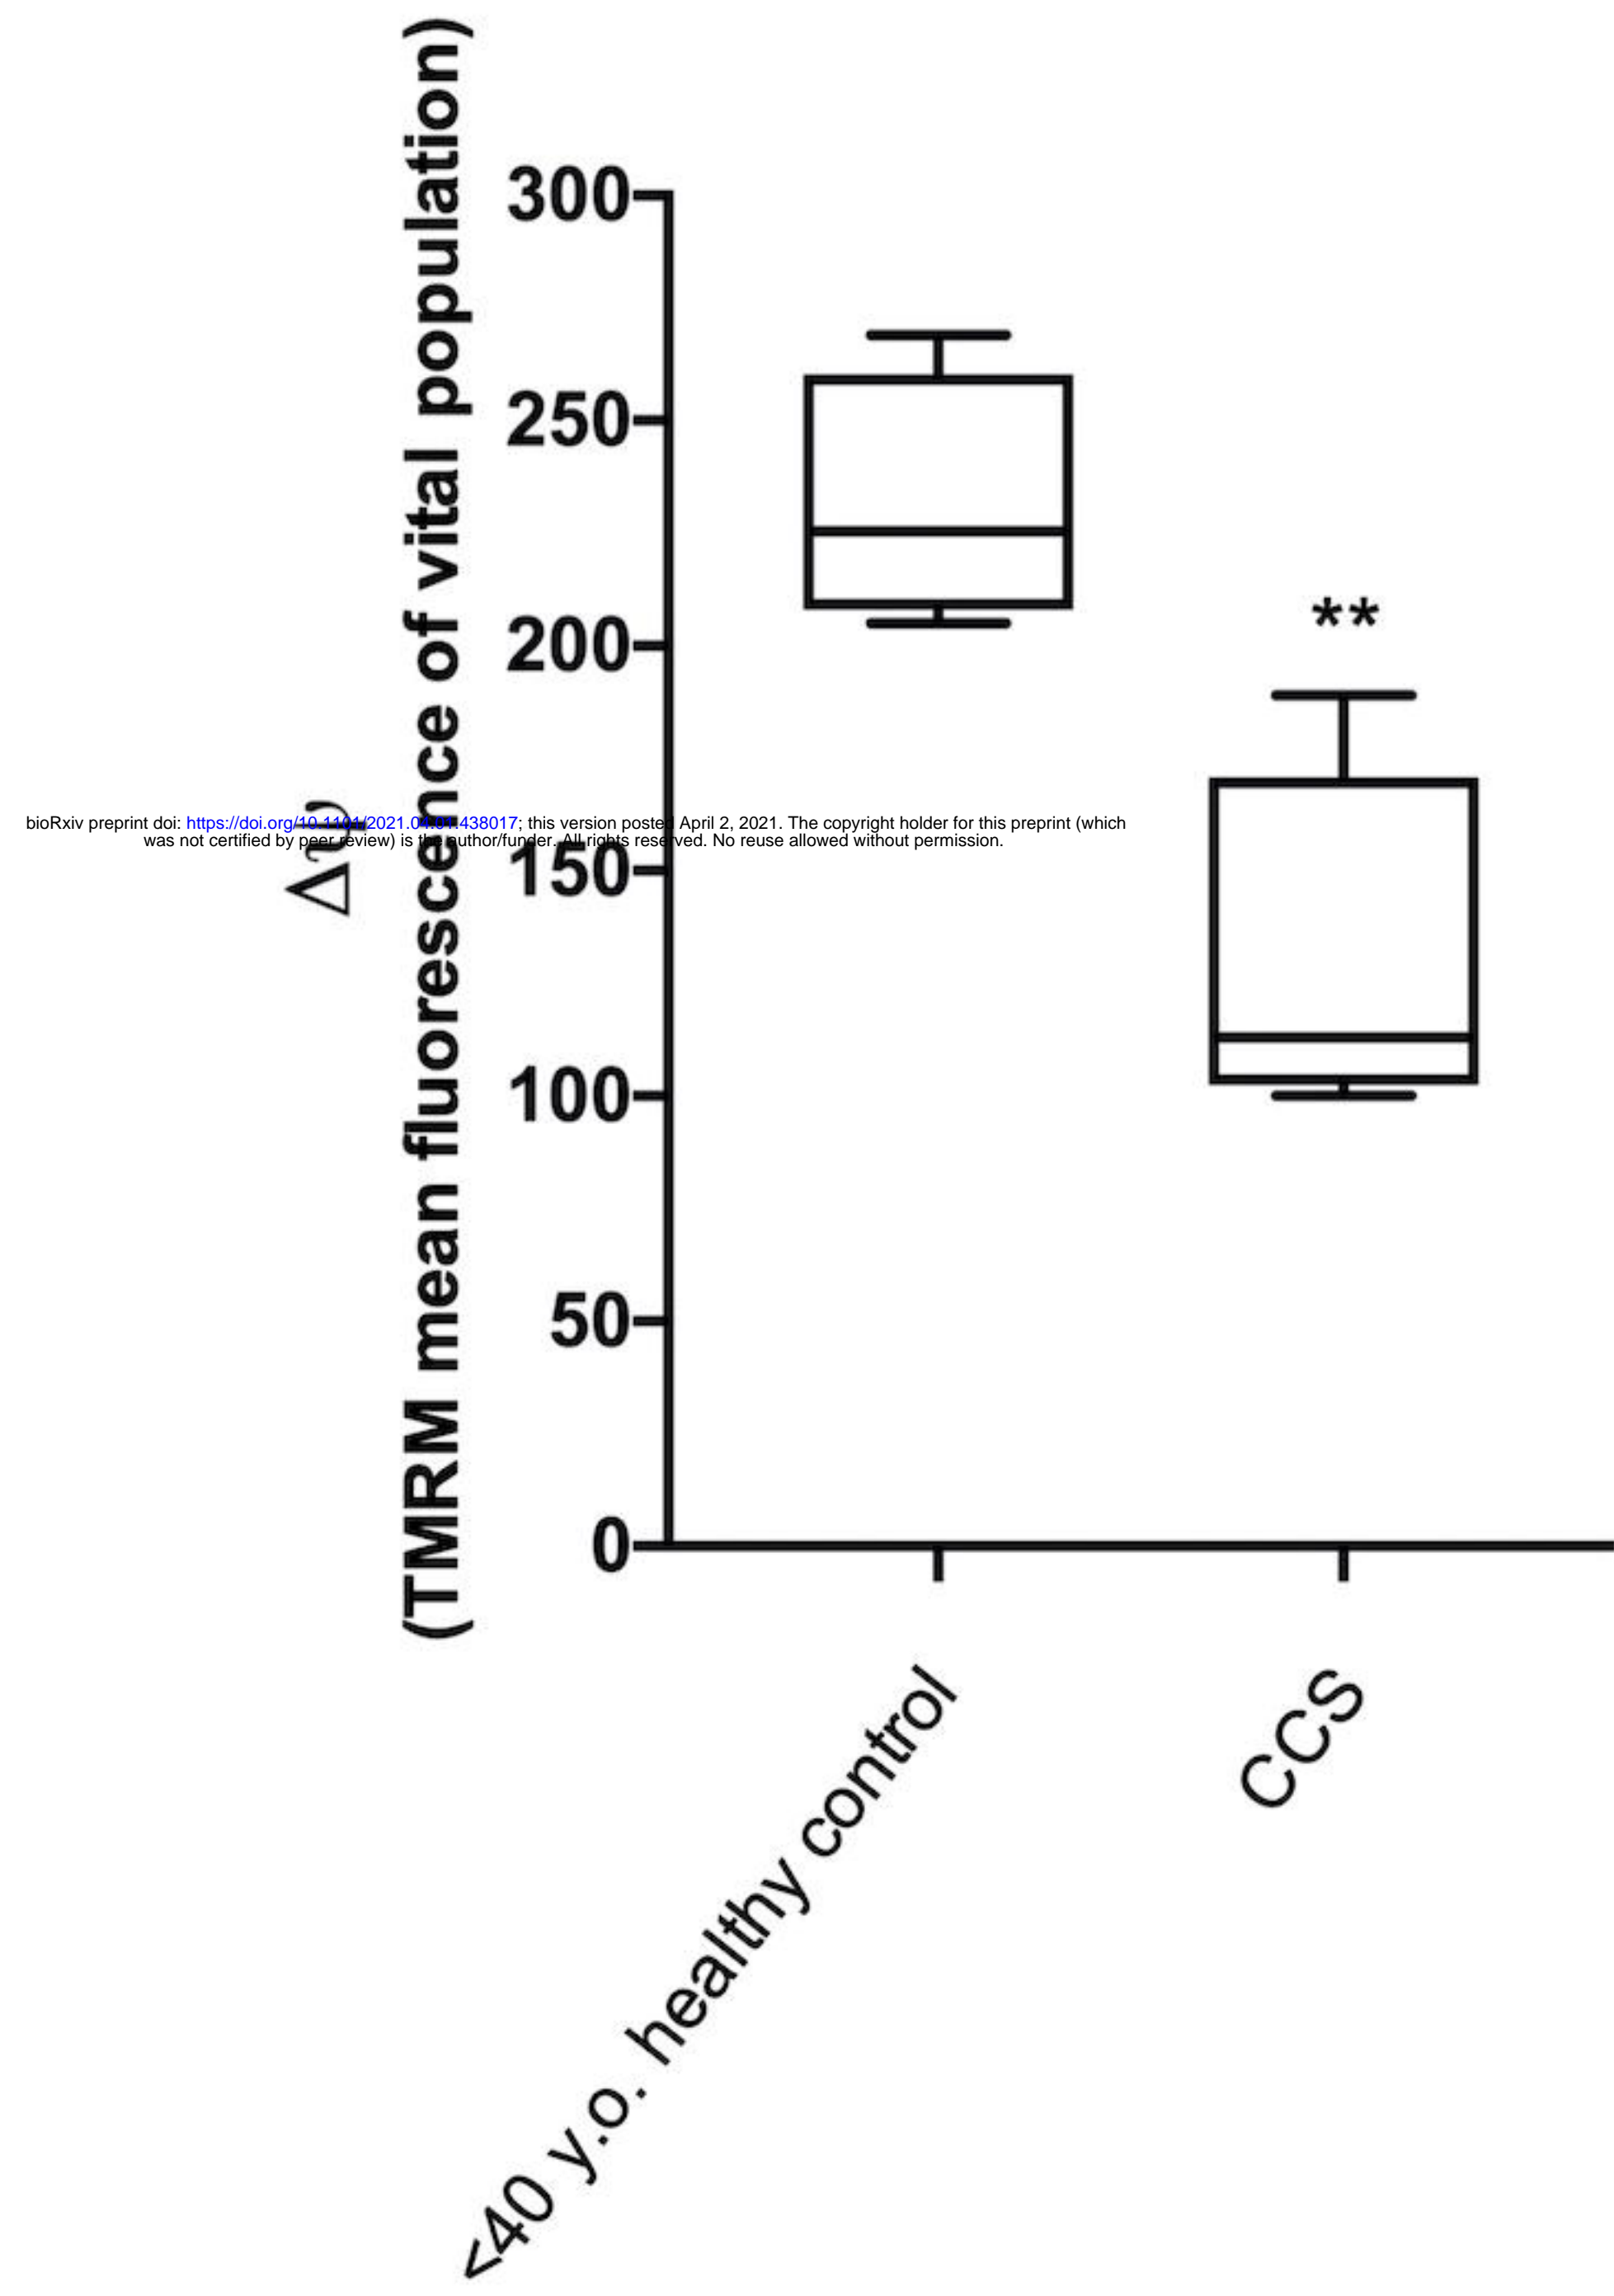 Δψ
(TMRM mean fluorescence of vital population)
300
250
200
150
100
50
0
**
bioRxiv preprint doi: https://doi.org/10.1101/2021.04.01.438017; this version posted April 2, 2021. The copyright holder for this preprint (which
was not certified by peer review) is the author/funder. All rights reserved. No reuse allowed without permission.
<40 y.o. healthy control
CCS